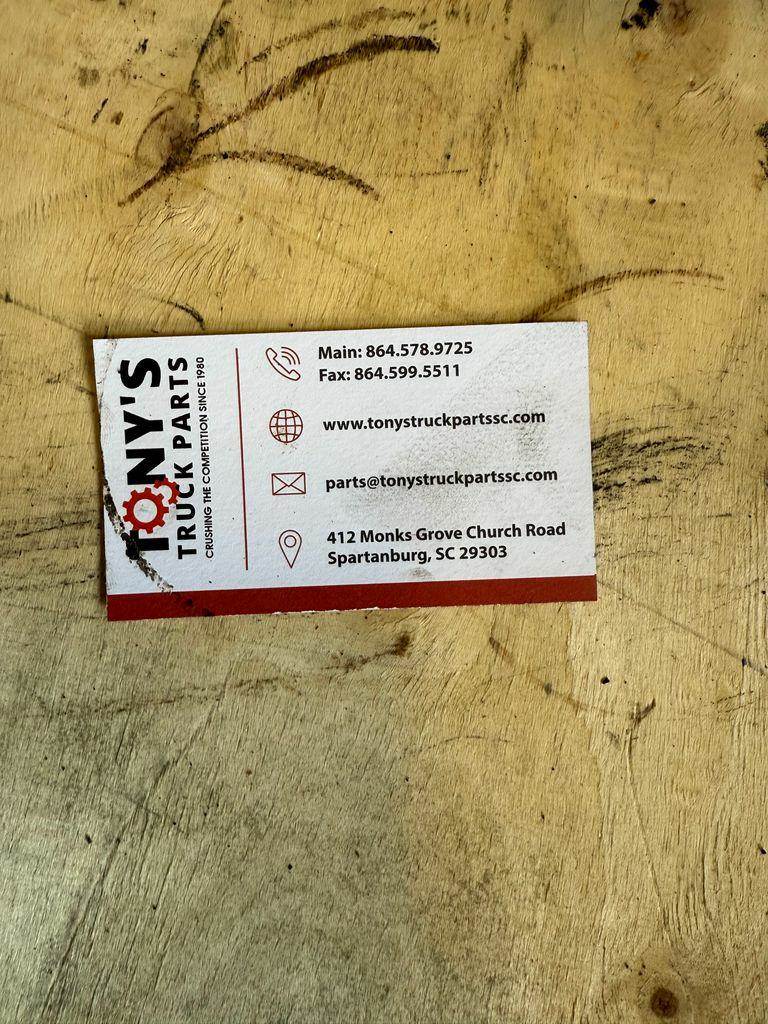 TONY'S
TRUCK PARTS
CRUSHING THE COMPETITION SINCE 1980
Main: 864.578.9725
Fax: 864.599.5511
www.tonystruckpartssc.com
parts@tonystruckpartssc.com
412 Monks Grove Church Road
Spartanburg, SC 29303